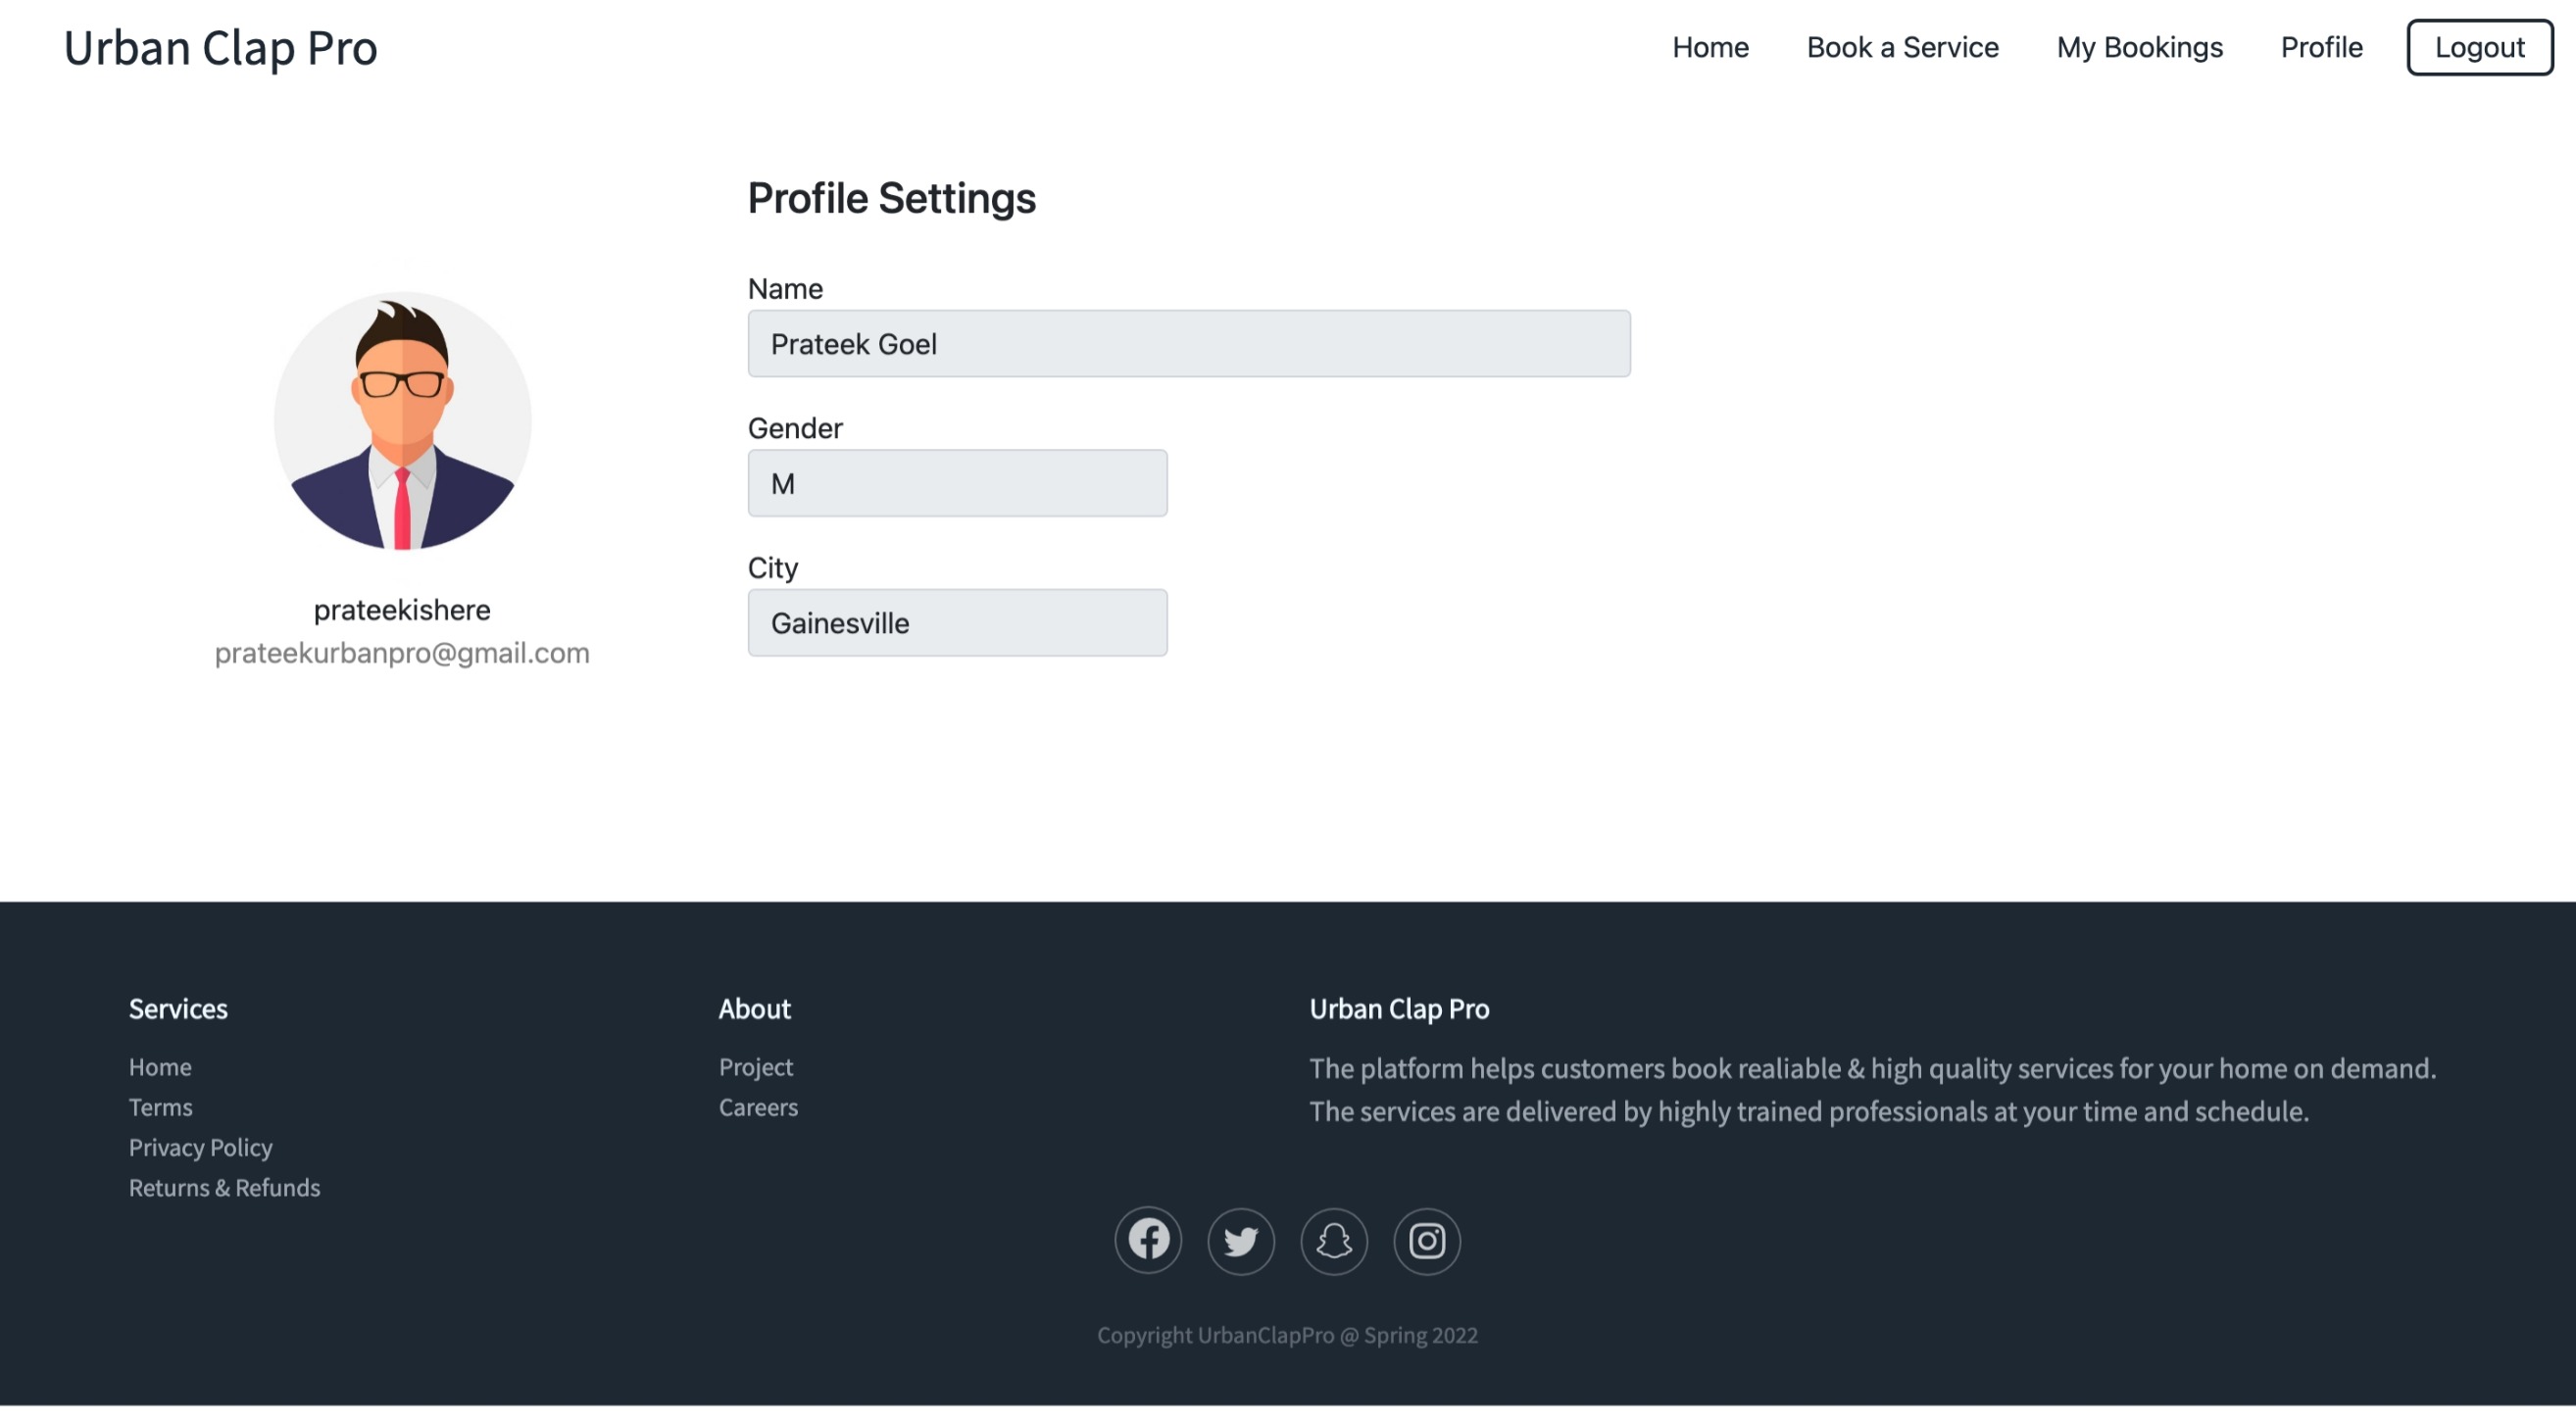 Urban Clap Pro
Home
Book a Service
My Bookings
Profile
Logout
Profile Settings
Name
Prateek Goel
Gender
M
City
Gainesville
prateekishere
prateekurbanpro@gmail.com
Services
Home
Terms
Privacy Policy
Returns & Refunds
About
Project
Careers
Urban Clap Pro
The platform helps customers book realiable & high quality services for your home on demand.
The services are delivered by highly trained professionals at your time and schedule.
Copyright UrbanClapPro @ Spring 2022